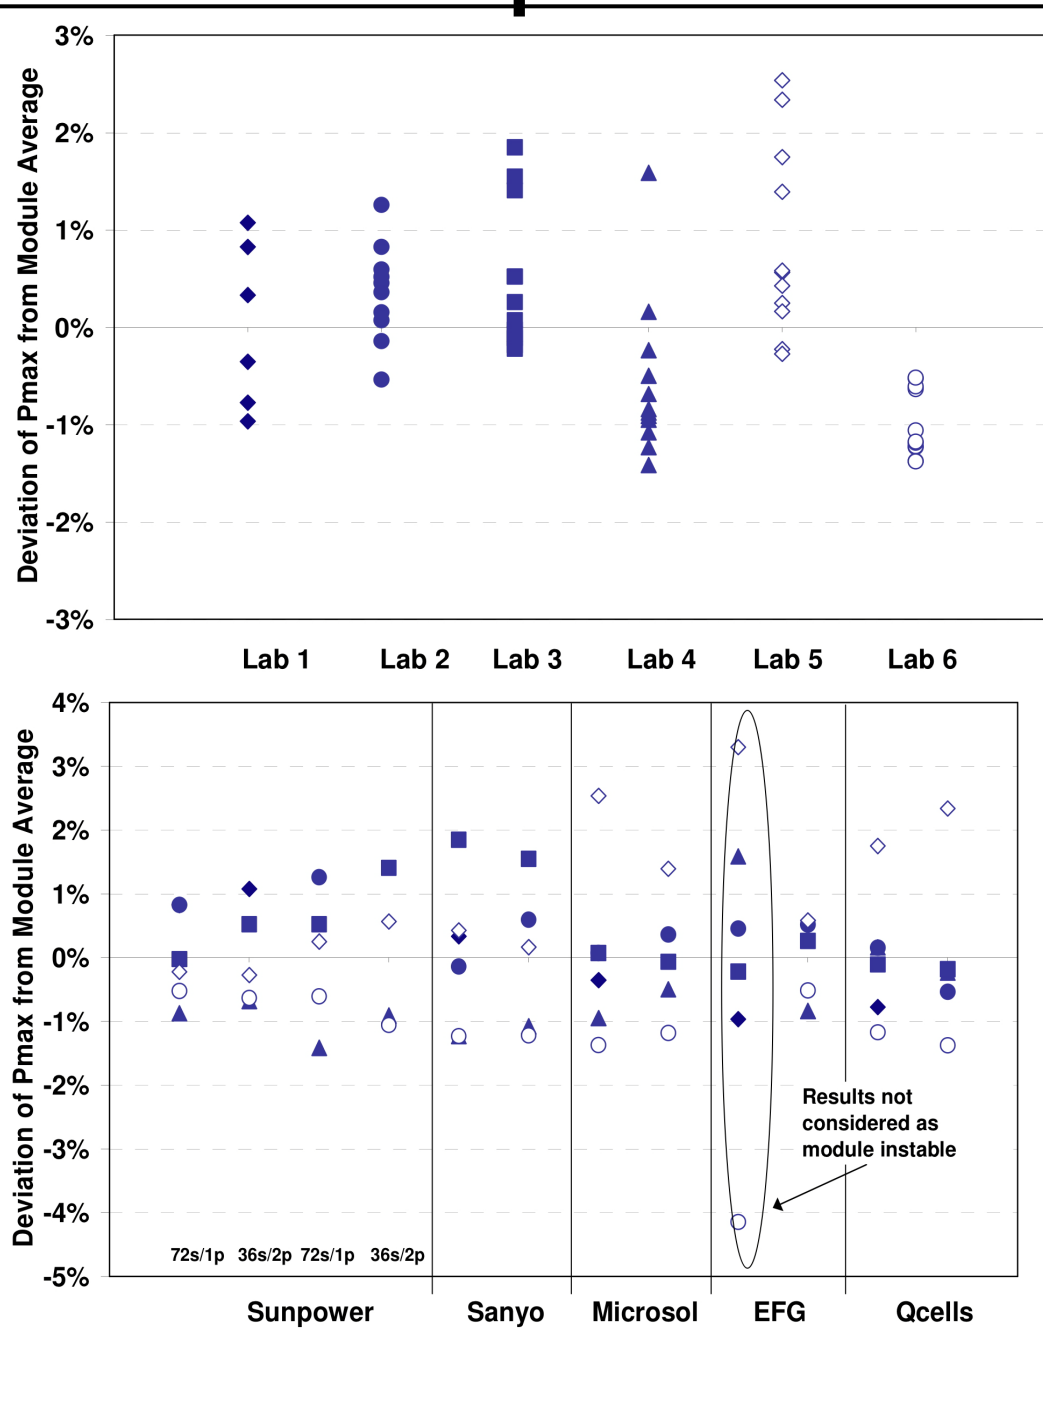 3%
2%
1%
0%
-1%
-2%
-3%
Deviation of Pmax from Module Average
Lab 1 Lab 2 Lab 3 Lab 4 Lab 5 Lab 6
4%
3%
2%
1%
0%
-1%
-2%
-3%
-4%
-5%
Deviation of Pmax from Module Average
Results not
considered as
module instable
72s/1p 36s/2p 72s/1p 36s/2p
Sunpower Sanyo Microsol EFG Qcells